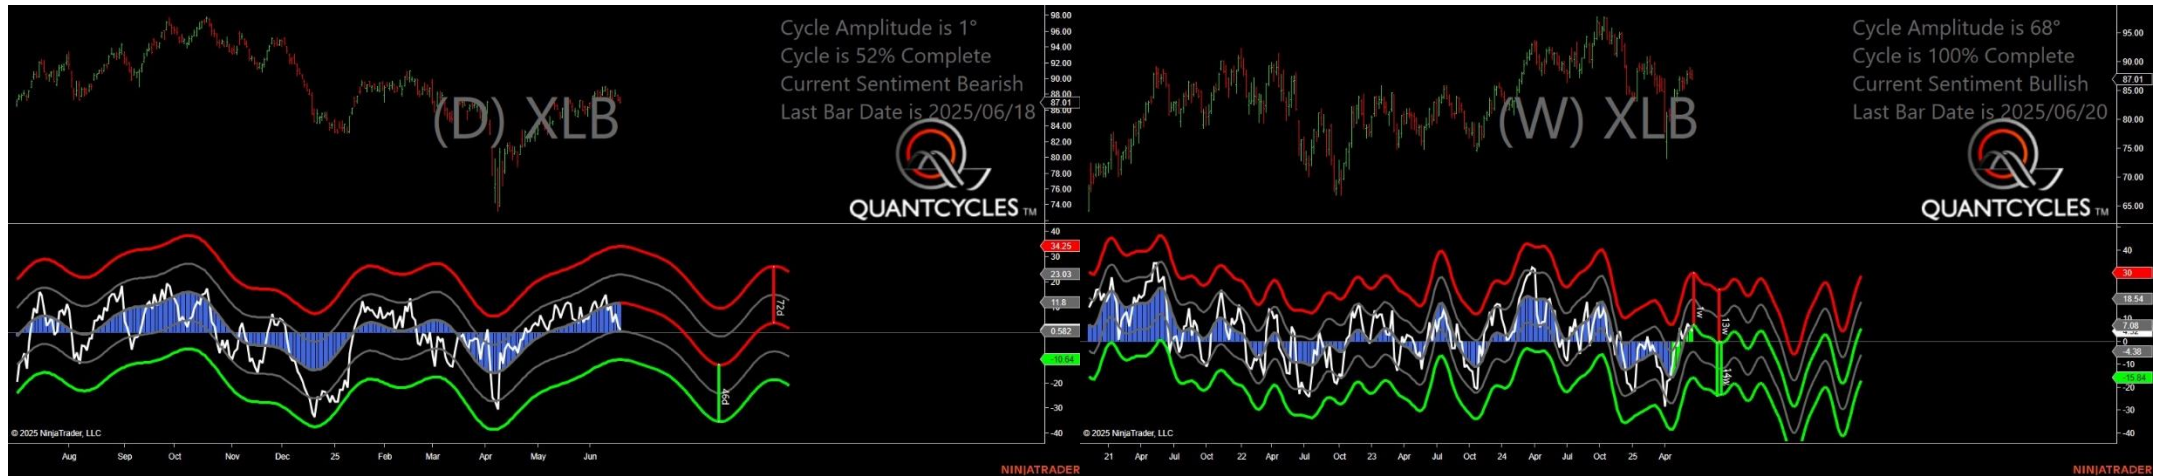 Cycle Amplitude is 1°
Cycle is 52% Complete
Current Sentiment Bearish
Last Bar Date is 2025/06/18
(D) XLB
QUANTCYCLES TM
98.00
96.00
94.00
92.00
90.00
88.00
87.01
86.00
84.00
82.00
80.00
78.00
76.00
74.00
40
34.25
30
23.03
20
11.8
0.582
-10.64
-20
-30
-40
72d
46d
© 2025 NinjaTrader, LLC
Aug Sep Oct Nov Dec 25 Feb Mar Apr May Jun
NINJATRADER
Cycle Amplitude is 68°
Cycle is 100% Complete
Current Sentiment Bullish
Last Bar Date is 2025/06/20
(W) XLB
QUANTCYCLES TM
95.00
90.00
87.01
85.00
80.00
75.00
70.00
65.00
40
30
18.54
10
7.08
0
-4.38
-10
-15.84
-20
-30
-40
1w
13w
14w
© 2025 NinjaTrader, LLC
21 Apr Jul Oct 22 Apr Jul Oct 23 Apr Jul Oct 24 Apr Jul Oct 25 Apr
NINJATRADER